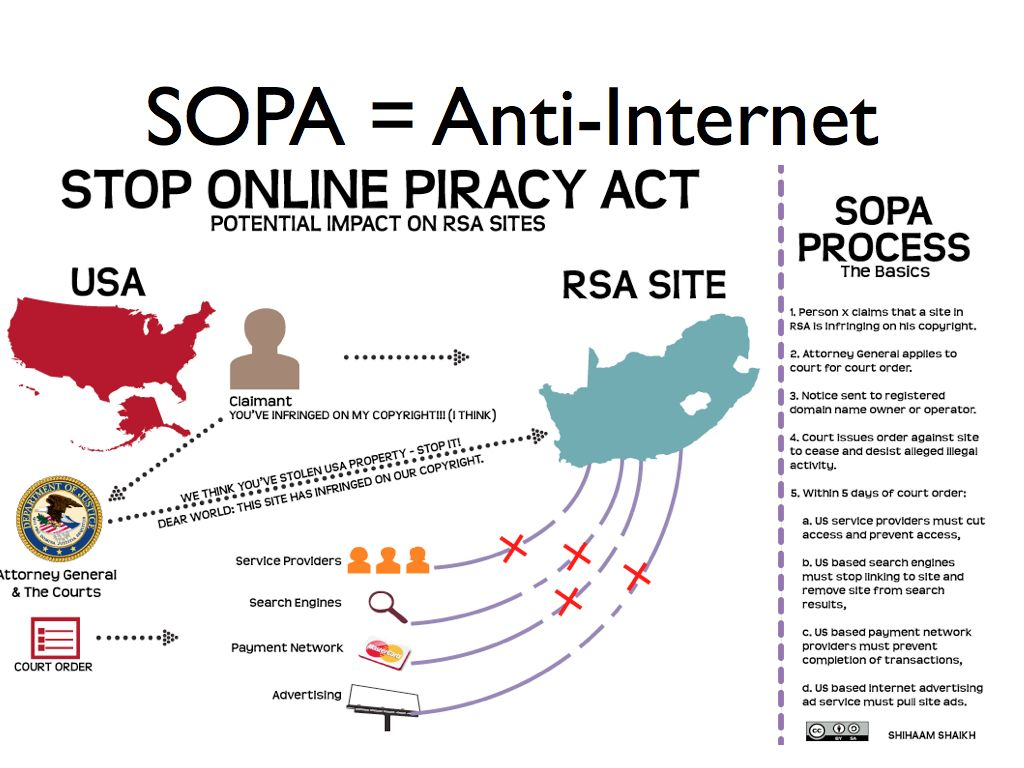 SOPA = Anti-Internet
STOP ONLINE PIRACY ACT
POTENTIAL IMPACT ON RSA SITES
USA
RSA SITE
Claimant
YOU'VE INFRINGED ON MY COPYRIGHT!!! (I THINK)
WE THINK YOU'VE STOLEN USA PROPERTY - STOP IT!
DEAR WORLD: THIS SITE HAS INFRINGED ON OUR COPYRIGHT.
DEPARTMENT OF JUSTICE
Attorney General
& The Courts
COURT ORDER
Service Providers
Search Engines
Payment Network
MasterCard
Advertising
SOPA
PROCESS
The Basics
1. Person x claims that a site in
RSA is infringing on his copyright.
2. Attorney General applies to
court for court order.
3. Notice sent to registered
domain name owner or operator.
4. Court issues order against site
to cease and desist alleged illegal
activity.
5. Within 5 days of court order:
a. US service providers must cut
access and prevent access,
b. US based search engines
must stop linking to site and
remove site from search
results,
c. US based payment network
providers must prevent
completion of transactions,
d. US based internet advertising
ad service must pull site ads.
cc BY SA
SHIHAAM SHAIKH